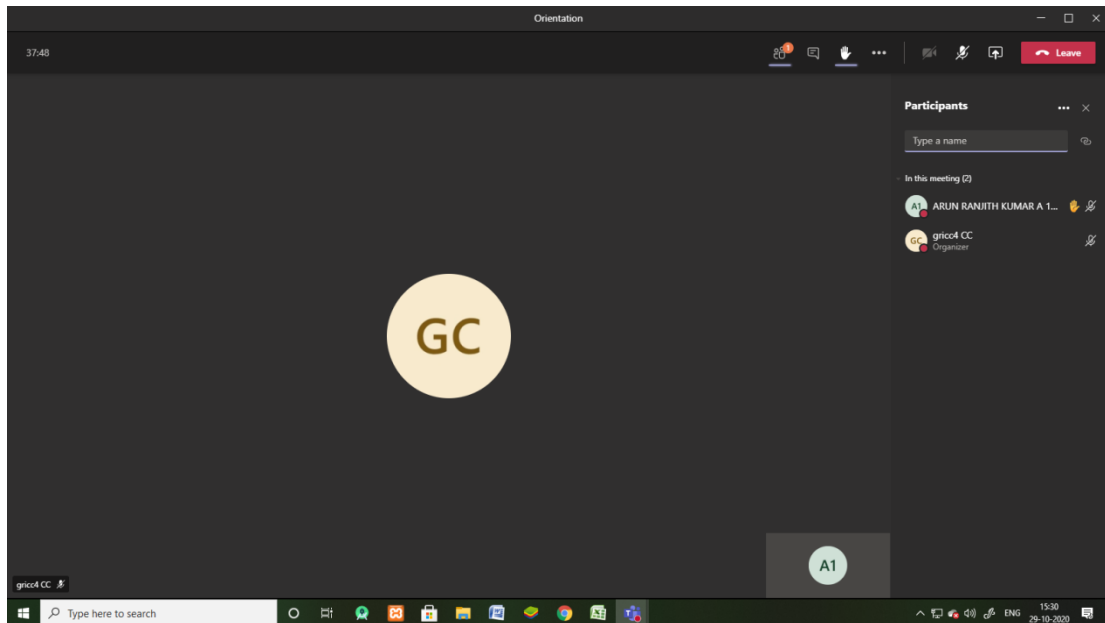 Orientation
37:48
1
Leave
Participants
Type a name
In this meeting (2)
A1
ARUN RANJITH KUMAR A 1...
GC
gricc4 CC
Organizer
GC
A1
gricc4 CC
Type here to search
ENG
15:30
29-10-2020